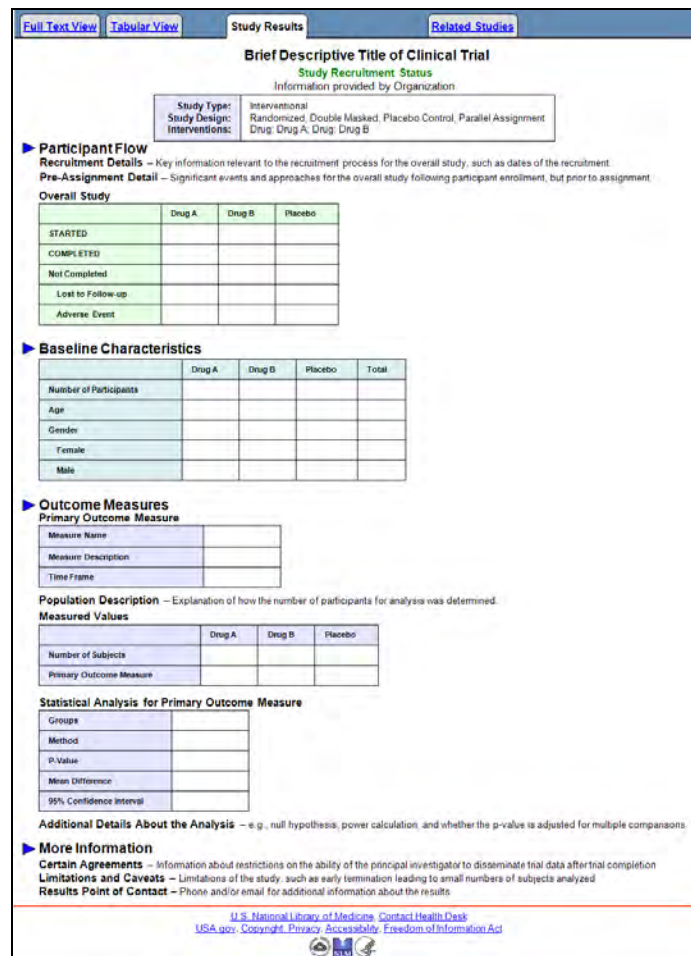 Full Text View Tabular View Study Results Related Studies
Brief Descriptive Title of Clinical Trial
Study Recruitment Status
Information provided by Organization
Study Type: Interventional
Study Design: Randomized, Double Masked, Placebo Control, Parallel Assignment
Interventions: Drug: Drug A; Drug: Drug B
Participant Flow
Recruitment Details – Key information relevant to the recruitment process for the overall study, such as dates of the recruitment
Pre-Assignment Detail – Significant events and approaches for the overall study following participant enrollment, but prior to assignment
Overall Study
Drug A Drug B Placebo
STARTED
COMPLETED
Not Completed
Lost to Follow-up
Adverse Event
Baseline Characteristics
Drug A Drug B Placebo Total
Number of Participants
Age
Gender
Female
Male
Outcome Measures
Primary Outcome Measure
Measure Name
Measure Description
Time Frame
Population Description – Explanation of how the number of participants for analysis was determined.
Measured Values
Drug A Drug B Placebo
Number of Subjects
Primary Outcome Measure
Statistical Analysis for Primary Outcome Measure
Groups
Method
P-Value
Mean Difference
95% Confidence Interval
Additional Details About the Analysis – e.g., null hypothesis, power calculation, and whether the p-value is adjusted for multiple comparisons
More Information
Certain Agreements – Information about restrictions on the ability of the principal investigator to disseminate trial data after trial completion
Limitations and Caveats – Limitations of the study, such as early termination leading to small numbers of subjects analyzed
Results Point of Contact – Phone and/or email for additional information about the results
U.S. National Library of Medicine, Contact Health Desk
USA.gov, Copyright, Privacy, Accessibility, Freedom of Information Act
NLM